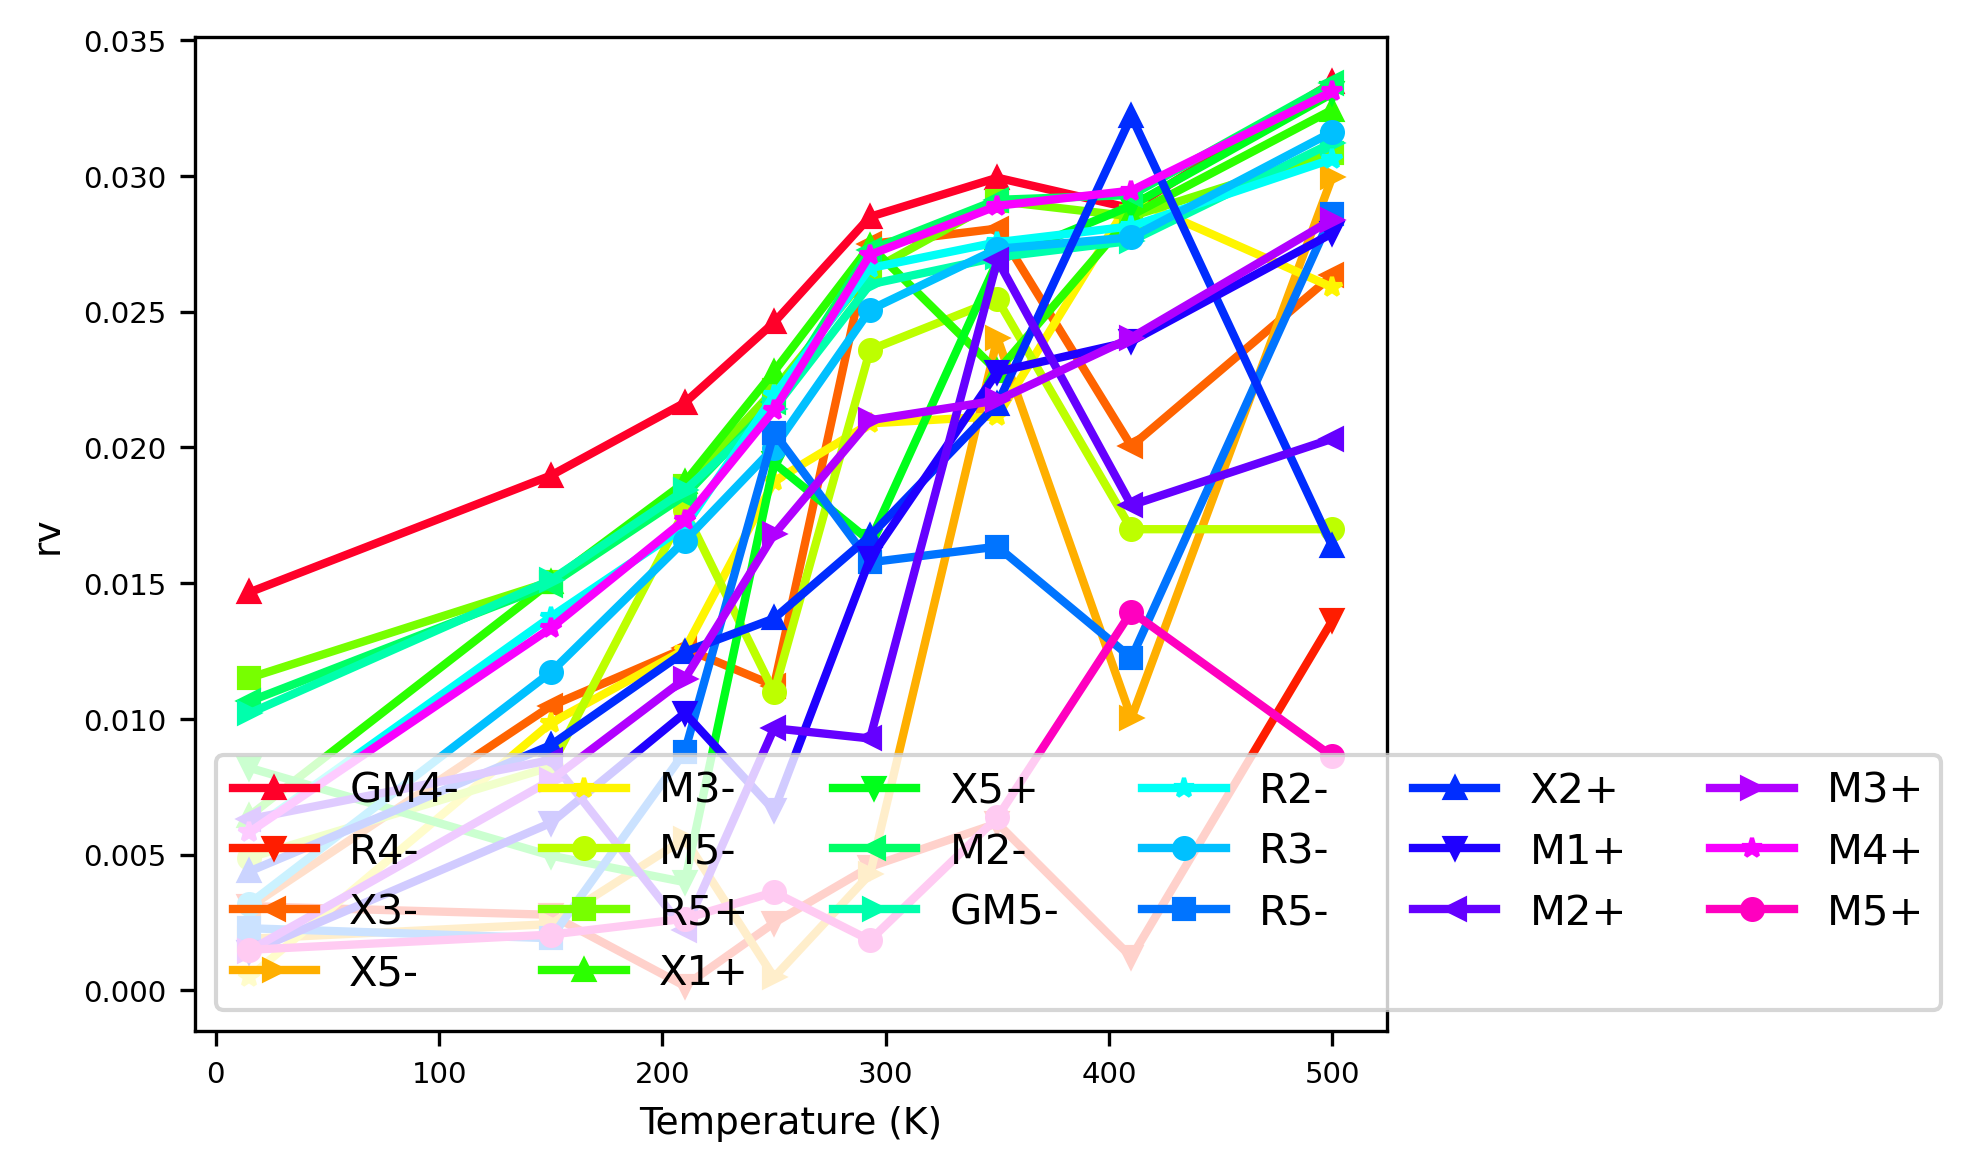 0.035
0.030
0.025
0.020
0.015
0.010
0.005
0.000
rv
GM4- M3- X5+ R2- X2+ M3+
R4- M5- M2- R3- M1+ M4+
X3- R5+ GM5- R5- M2+ M5+
X5- X1+
0 100 200 300 400 500
Temperature (K)